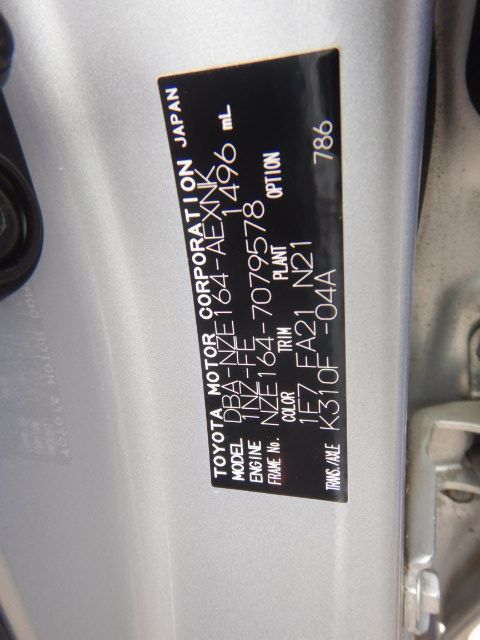 TOYOTA MOTOR CORPORATION JAPAN
MODEL DBA-NZE164-AEXNK
ENGINE 1NZ-FE 1496 mL
FRAME No. NZE164-7079578
COLOR TRIM PLANT OPTION
1E7 FA21 N21
TRANS./AXLE K310F -04A 786